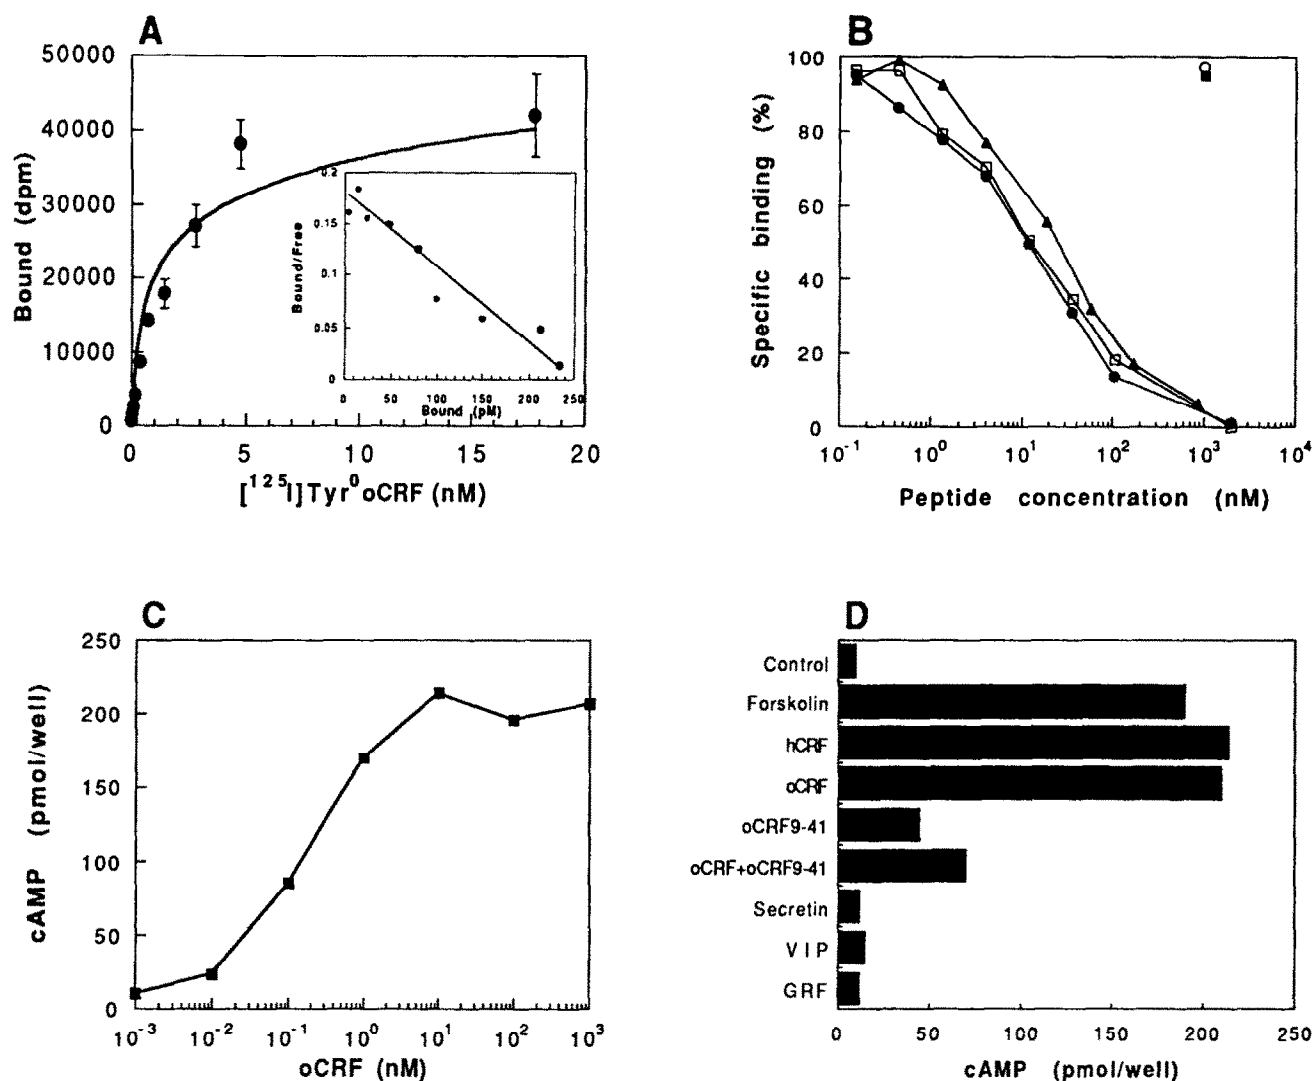 A
50000
40000
30000
20000
10000
0
Bound (dpm)
0 5 10 15 20
[¹²⁵I]Tyr⁰oCRF (nM)
0.2
0.15
0.1
0.05
0
Bound/Free
0 50 100 150 200 250
Bound (pM)
B
100
80
60
40
20
0
Specific binding (%)
10⁻¹ 10⁰ 10¹ 10² 10³ 10⁴
Peptide concentration (nM)
C
250
200
150
100
50
0
cAMP (pmol/well)
10⁻³ 10⁻² 10⁻¹ 10⁰ 10¹ 10² 10³
oCRF (nM)
D
Control
Forskolin
hCRF
oCRF
oCRF9-41
oCRF+oCRF9-41
Secretin
VIP
GRF
0 50 100 150 200 250
cAMP (pmol/well)